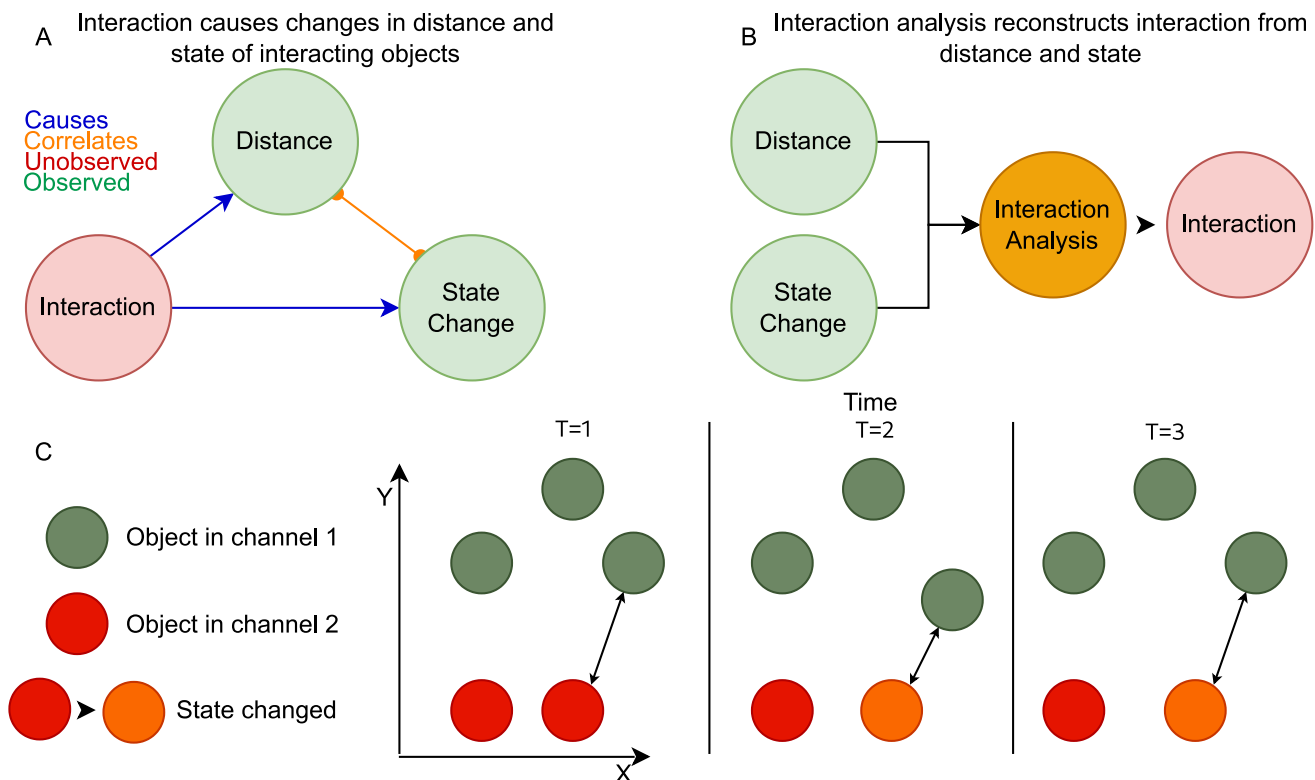 A
Interaction causes changes in distance and
state of interacting objects
Causes
Correlates
Unobserved
Observed
Distance
Interaction
State
Change
B
Interaction analysis reconstructs interaction from
distance and state
Distance
State
Change
Interaction
Analysis
Interaction
C
Object in channel 1
Object in channel 2
State changed
Time
T=1
T=2
T=3
Y
X